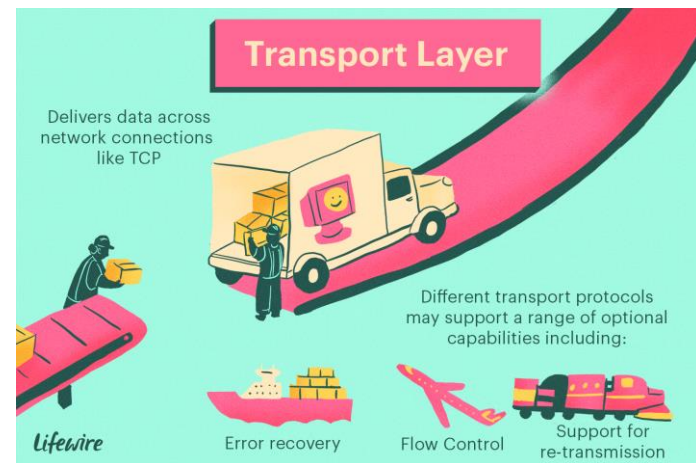 Transport Layer
Delivers data across
network connections
like TCP
Different transport protocols
may support a range of optional
capabilities including:
Error recovery
Flow Control
Support for
re-transmission
Lifewire